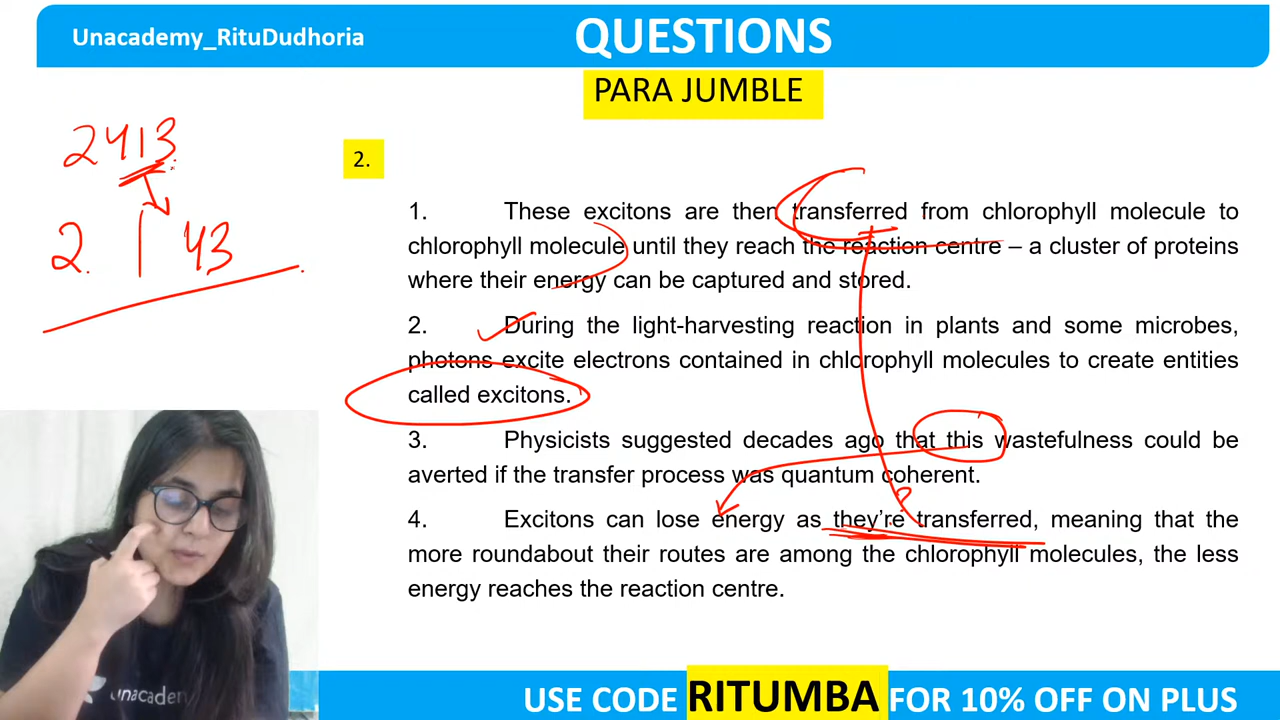 Unacademy_RituDudhoria
QUESTIONS
PARA JUMBLE
2413
2 | 43
2.
1. These excitons are then transferred from chlorophyll molecule to
chlorophyll molecule until they reach the reaction centre – a cluster of proteins
where their energy can be captured and stored.
2. During the light-harvesting reaction in plants and some microbes,
photons excite electrons contained in chlorophyll molecules to create entities
called excitons.
3. Physicists suggested decades ago that this wastefulness could be
averted if the transfer process was quantum coherent.
4. Excitons can lose energy as they're transferred, meaning that the
more roundabout their routes are among the chlorophyll molecules, the less
energy reaches the reaction centre.
unacademy
USE CODE RITUMBA FOR 10% OFF ON PLUS